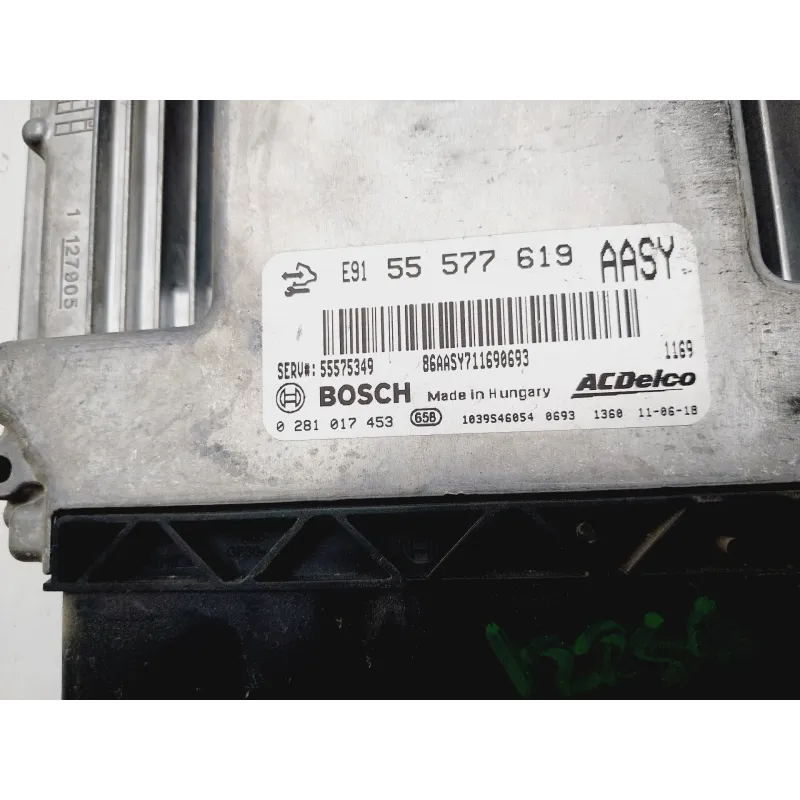 1 127905
E91 55 577 619 AASY
SERV#: 55575349 86AASY711690693 1169
BOSCH Made in Hungary ACDelco
0 281 017 453 65B 1039S46054 0693 1360 11-06-18